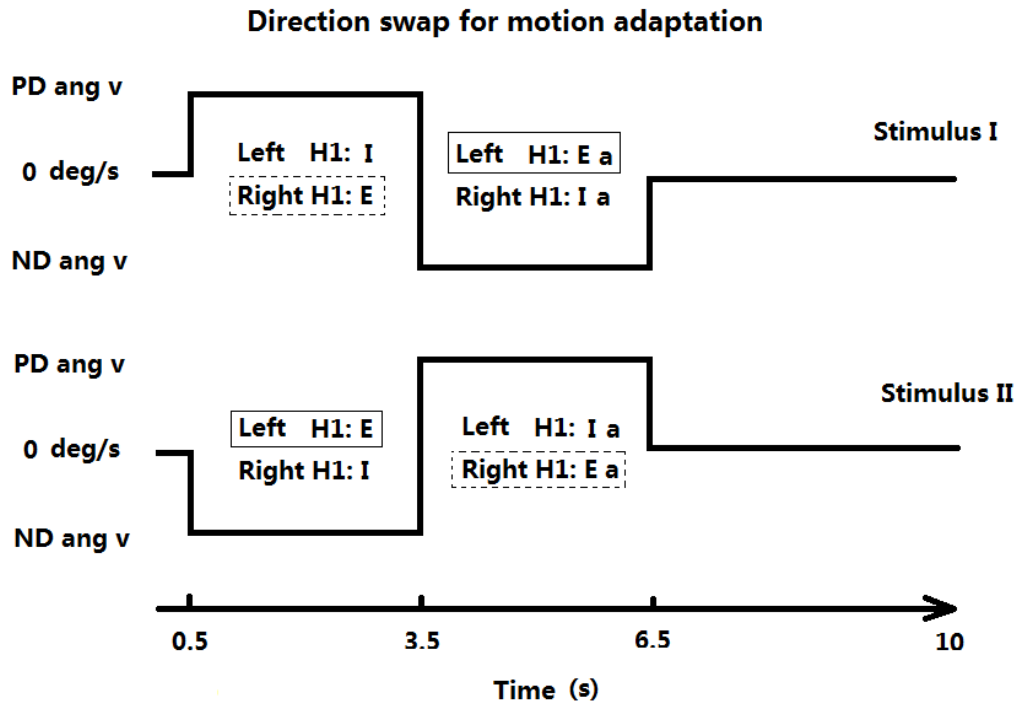 Direction swap for motion adaptation
PD ang v
Stimulus I
Left H1: I
Left H1: E a
0 deg/s
Right H1: E
Right H1: I a
ND ang v
PD ang v
Stimulus II
Left H1: E
Left H1: I a
0 deg/s
Right H1: I
Right H1: E a
ND ang v
0.5 3.5 6.5 10
Time (s)